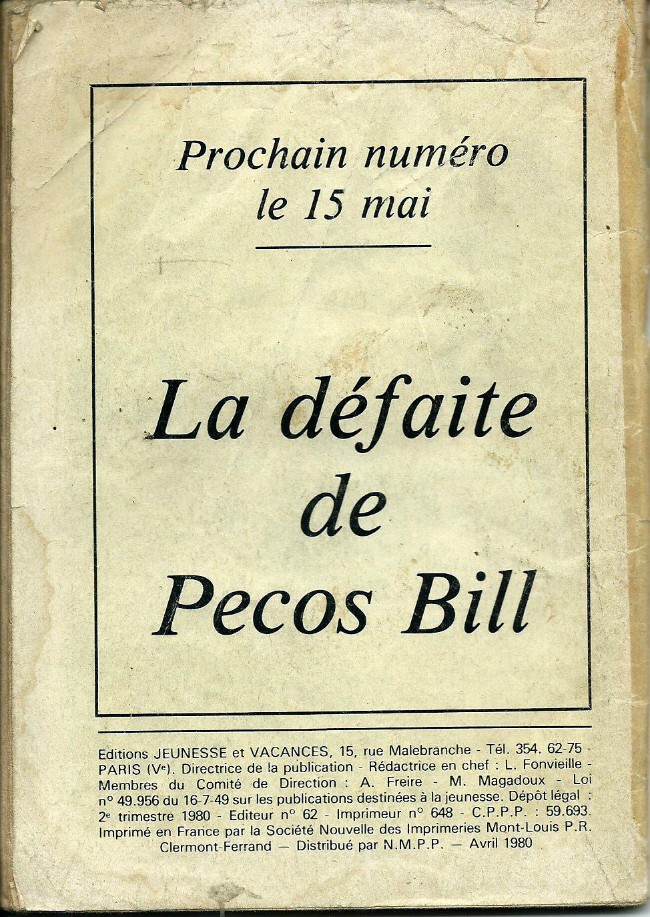 Prochain numéro
le 15 mai
La défaite
de
Pecos Bill
Editions JEUNESSE et VACANCES, 15, rue Malebranche - Tél. 354. 62-75 -
PARIS (Vᵉ). Directrice de la publication - Rédactrice en chef : L. Fonvieille -
Membres du Comité de Direction : A. Freire - M. Magadoux - Loi
nº 49.956 du 16-7-49 sur les publications destinées à la jeunesse. Dépôt légal :
2ᵉ trimestre 1980 - Editeur nº 62 - Imprimeur nº 648 - C.P.P.P. : 59.693.
Imprimé en France par la Société Nouvelle des Imprimeries Mont-Louis P.R.
Clermont-Ferrand — Distribué par N.M.P.P. — Avril 1980